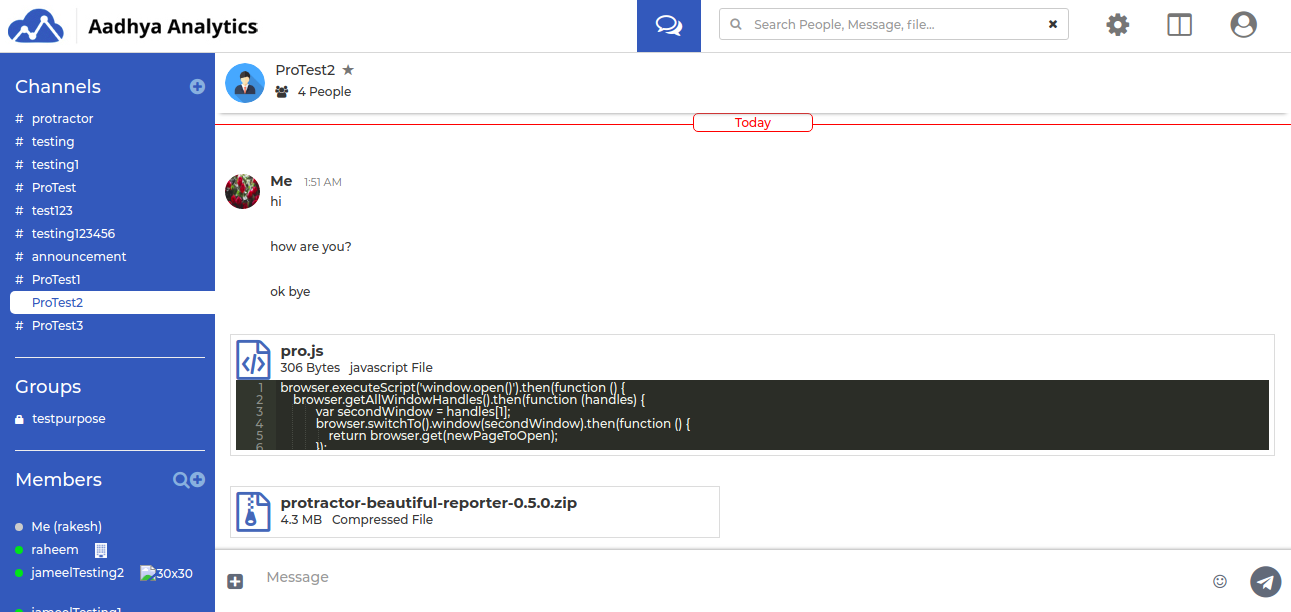 Aadhya Analytics
Search People, Message, file...
Channels
# protractor
# testing
# testing1
# ProTest
# test123
# testing123456
# announcement
# ProTest1
ProTest2
# ProTest3
Groups
testpurpose
Members
Me (rakesh)
raheem
jameelTesting2 30x30
jameelTesting1
ProTest2
4 People
Today
Me 1:51 AM
hi
how are you?
ok bye
pro.js
306 Bytes javascript File
1 browser.executeScript('window.open()').then(function () {
2 browser.getAllWindowHandles().then(function (handles) {
3 var secondWindow = handles[1];
4 browser.switchTo().window(secondWindow).then(function () {
5 return browser.get(newPageToOpen);
6 });
protractor-beautiful-reporter-0.5.0.zip
4.3 MB Compressed File
Message